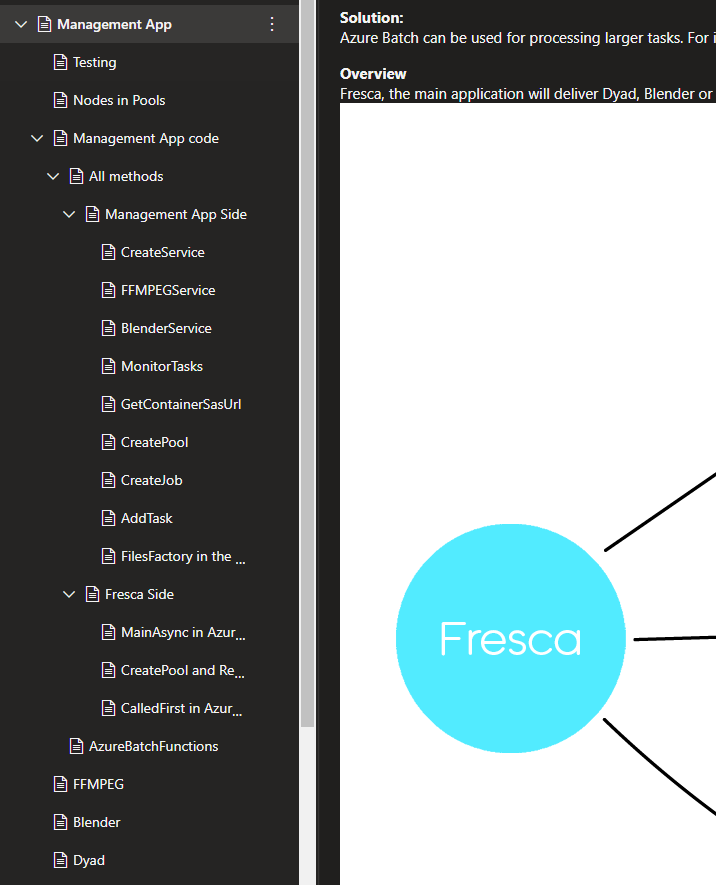 Management App
Testing
Nodes in Pools
Management App code
All methods
Management App Side
CreateService
FFMPEGService
BlenderService
MonitorTasks
GetContainerSasUrl
CreatePool
CreateJob
AddTask
FilesFactory in the ...
Fresca Side
MainAsync in Azur...
CreatePool and Re...
CalledFirst in Azur...
AzureBatchFunctions
FFMPEG
Blender
Dyad
Solution:
Azure Batch can be used for processing larger tasks. For i
Overview
Fresca, the main application will deliver Dyad, Blender or
Fresca